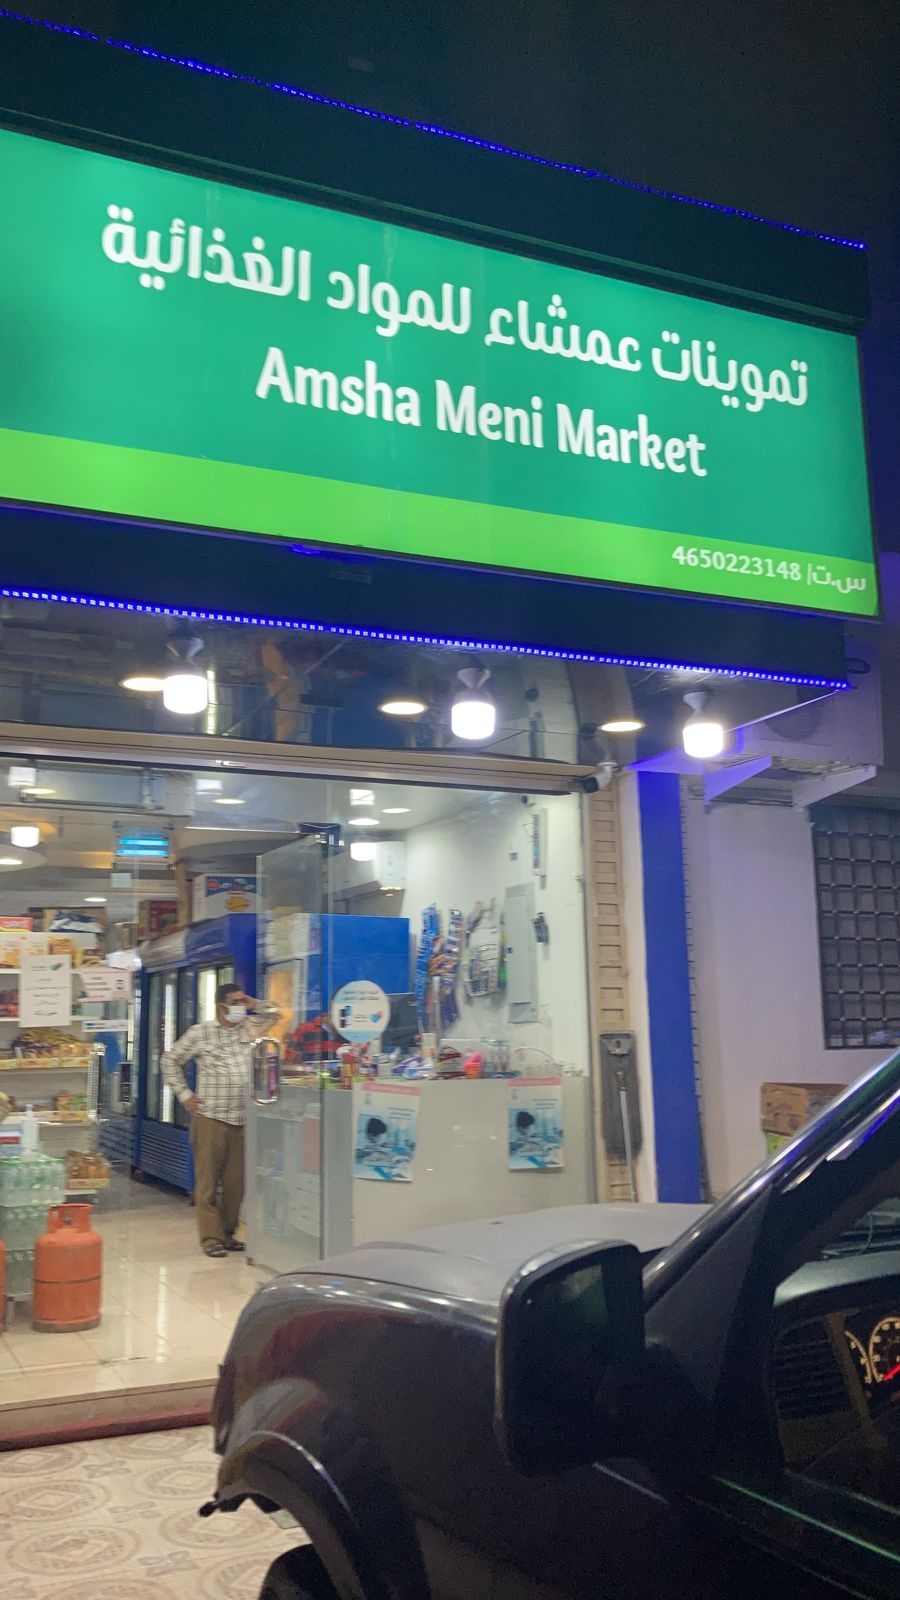 تموينات عمشاء للمواد الغذائية
Amsha Meni Market
س.ت/ 4650223148